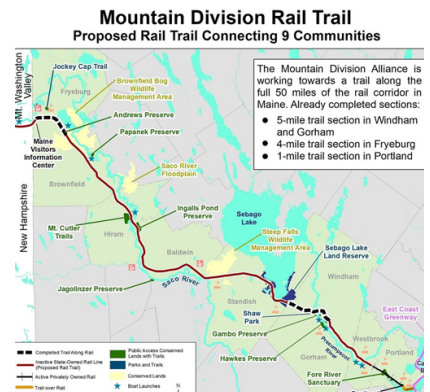 Mountain Division Rail Trail
Proposed Rail Trail Connecting 9 Communities
The Mountain Division Alliance is
working towards a trail along the
full 50 miles of the rail corridor in
Maine. Already completed sections:
● 5-mile trail section in Windham
and Gorham
● 4-mile trail section in Fryeburg
● 1-mile trail section in Portland
Mt. Washington
Valley
Jockey Cap Trail
Fryeburg
Brownfield Bog
Wildlife
Management Area
Andrews Preserve
Papanek Preserve
Maine
Visitors
Information
Center
Saco River
Floodplain
Brownfield
New Hampshire
Mt. Cutler
Trails
Ingalls Pond
Preserve
Hiram
Sebago
Lake
Steep Falls
Wildlife
Management Area
Sebago Lake
Land Reserve
Baldwin
Windham
Jagolinzer Preserve
Saco River
Standish
Shaw
Park
East Coast
Greenway
Gambo Preserve
Westbrook
Presumpscot
River
Hawkes Preserve
Gorham
Portland
Fore River
Sanctuary
Completed Trail Along Rail
Inactive State-Owned Rail Line
(Proposed Rail Trail)
Active Privately Owned Rail
Trail over Rail
Public Access Conserved
Lands with Trails
Parks and Trails
Conserved Lands
Boat Launches
N